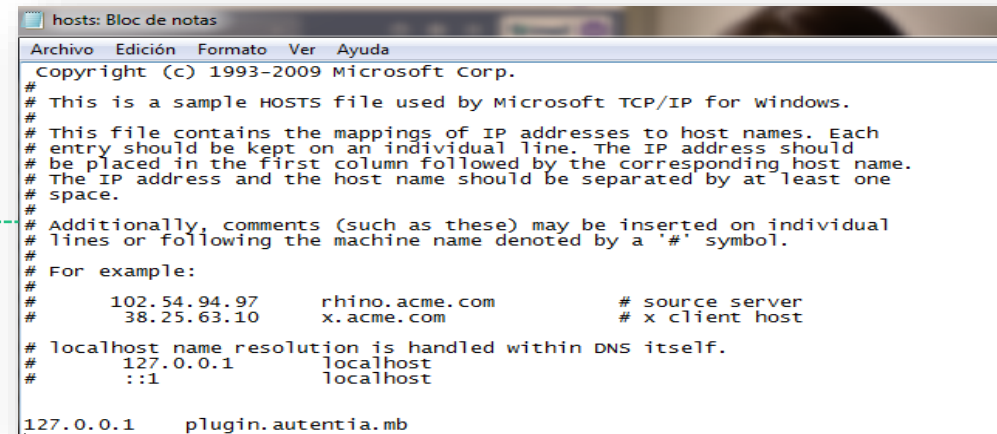 hosts: Bloc de notas
Archivo Edición Formato Ver Ayuda
Copyright (c) 1993-2009 Microsoft Corp.
#
# This is a sample HOSTS file used by Microsoft TCP/IP for Windows.
#
# This file contains the mappings of IP addresses to host names. Each
# entry should be kept on an individual line. The IP address should
# be placed in the first column followed by the corresponding host name.
# The IP address and the host name should be separated by at least one
# space.
#
# Additionally, comments (such as these) may be inserted on individual
# lines or following the machine name denoted by a '#' symbol.
#
# For example:
#
# 102.54.94.97 rhino.acme.com # source server
# 38.25.63.10 x.acme.com # x client host
# localhost name resolution is handled within DNS itself.
# 127.0.0.1 localhost
# ::1 localhost
127.0.0.1 plugin.autentia.mb